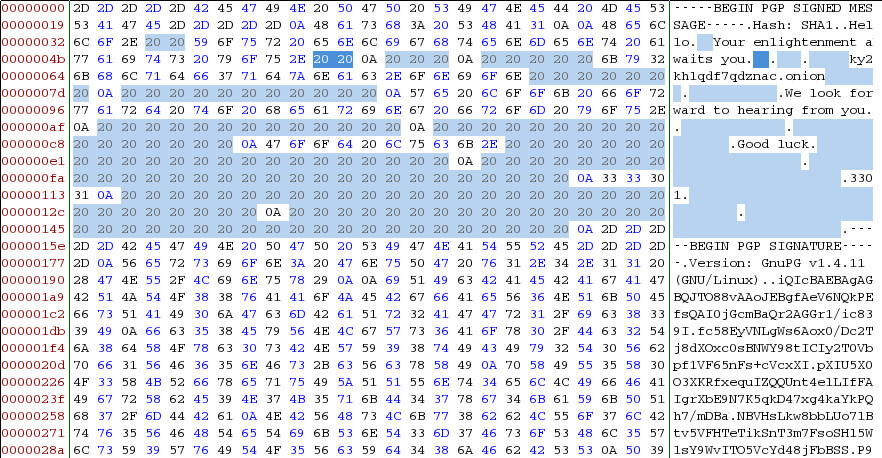 00000000 2D 2D 2D 2D 2D 42 45 47 49 4E 20 50 47 50 20 53 49 47 4E 45 44 20 4D 45 53 -----BEGIN PGP SIGNED MES
00000019 53 41 47 45 2D 2D 2D 2D 2D 0A 48 61 73 68 3A 20 53 48 41 31 0A 0A 48 65 6C SAGE-----.Hash: SHA1..Hel
00000032 6C 6F 2E 20 20 59 6F 75 72 20 65 6E 6C 69 67 68 74 65 6E 6D 65 6E 74 20 61 lo.  Your enlightenment a
0000004b 77 61 69 74 73 20 79 6F 75 2E 20 20 0A 20 20 20 0A 20 20 20 20 20 6B 79 32 waits you.  .   .     ky2
00000064 6B 68 6C 71 64 66 37 71 64 7A 6E 61 63 2E 6F 6E 69 6F 6E 20 20 20 20 20 20 khlqdf7qdznac.onion
0000007d 20 0A 20 20 20 20 20 20 20 20 20 20 20 0A 57 65 20 6C 6F 6F 6B 20 66 6F 72  .           .We look for
00000096 77 61 72 64 20 74 6F 20 68 65 61 72 69 6E 67 20 66 72 6F 6D 20 79 6F 75 2E ward to hearing from you.
000000af 0A 20 20 20 20 20 20 20 20 20 20 20 20 20 0A 20 20 20 20 20 20 20 20 20 20 .             .
000000c8 20 20 20 20 20 20 20 0A 47 6F 6F 64 20 6C 75 63 6B 2E 20 20 20 20 20 20 20        .Good luck.
000000e1 20 20 20 20 20 20 20 20 20 20 20 20 20 20 20 20 0A 20 20 20 20 20 20 20 20                 .
000000fa 20 20 20 20 20 20 20 20 20 20 20 20 20 20 20 20 20 20 20 20 20 0A 33 33 30                      .330
00000113 31 0A 20 20 20 20 20 20 20 20 20 20 20 20 20 20 20 20 20 20 20 20 20 20 20 1.
0000012c 20 20 20 20 20 20 20 20 0A 20 20 20 20 20 20 20 20 20 20 20 20 20 20 20 20         .
00000145 20 20 20 20 20 20 20 20 20 20 20 20 20 20 20 20 20 20 20 20 20 0A 2D 2D 2D                      .---
0000015e 2D 2D 42 45 47 49 4E 20 50 47 50 20 53 49 47 4E 41 54 55 52 45 2D 2D 2D 2D --BEGIN PGP SIGNATURE----
00000177 2D 0A 56 65 72 73 69 6F 6E 3A 20 47 6E 75 50 47 20 76 31 2E 34 2E 31 31 20 -.Version: GnuPG v1.4.11
00000190 28 47 4E 55 2F 4C 69 6E 75 78 29 0A 0A 69 51 49 63 42 41 45 42 41 67 41 47 (GNU/Linux)..iQIcBAEBAgAG
000001a9 42 51 4A 54 4F 38 38 76 41 41 6F 4A 45 42 67 66 41 65 56 36 4E 51 6B 50 45 BQJTO88vAAoJEBgfAeV6NQkPE
000001c2 66 73 51 41 49 30 6A 47 63 6D 42 61 51 72 32 41 47 47 72 31 2F 69 63 38 33 fsQAI0jGcmBaQr2AGGr1/ic83
000001db 39 49 0A 66 63 35 38 45 79 56 4E 4C 67 57 73 36 41 6F 78 30 2F 44 63 32 54 9I.fc58EyVNLgWs6Aox0/Dc2T
000001f4 6A 38 64 58 4F 78 63 30 73 42 4E 57 59 39 38 74 49 43 49 79 32 54 30 56 62 j8dXOxc0sBNWY98tICIy2T0Vb
0000020d 70 66 31 56 46 36 35 6E 46 73 2B 63 56 63 78 58 49 0A 70 58 49 55 35 58 30 pf1VF65nFs+cVcxXI.pXIU5X0
00000226 4F 33 58 4B 52 66 78 65 71 75 49 5A 51 51 55 6E 74 34 65 6C 4C 49 66 46 41 O3XKRfxequIZQQUnt4elLIfFA
0000023f 49 67 72 58 62 45 39 4E 37 4B 35 71 6B 44 34 37 78 67 34 6B 61 59 6B 50 51 IgrXbE9N7K5qkD47xg4kaYkPQ
00000258 68 37 2F 6D 44 42 61 0A 4E 42 56 48 73 4C 6B 77 38 62 62 4C 55 6F 37 31 42 h7/mDBa.NBVHsLkw8bbLUo71B
00000271 74 76 35 56 46 48 54 65 54 69 6B 53 6E 54 33 6D 37 46 73 6F 53 48 6C 35 57 tv5VFHTeTikSnT3m7FsoSHl5W
0000028a 6C 73 59 39 57 76 49 54 4F 35 56 63 59 64 34 38 6A 46 62 42 53 53 0A 50 39 lsY9WvITO5VcYd48jFbBSS.P9